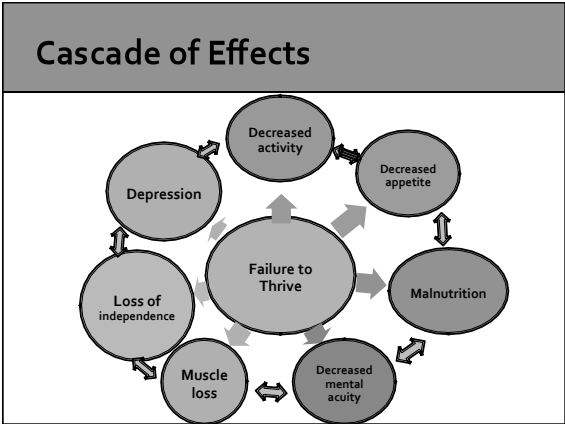 Cascade of Effects
Decreased
activity
Decreased
appetite
Depression
Failure to
Thrive
Malnutrition
Loss of
independence
Muscle
loss
Decreased
mental
acuity